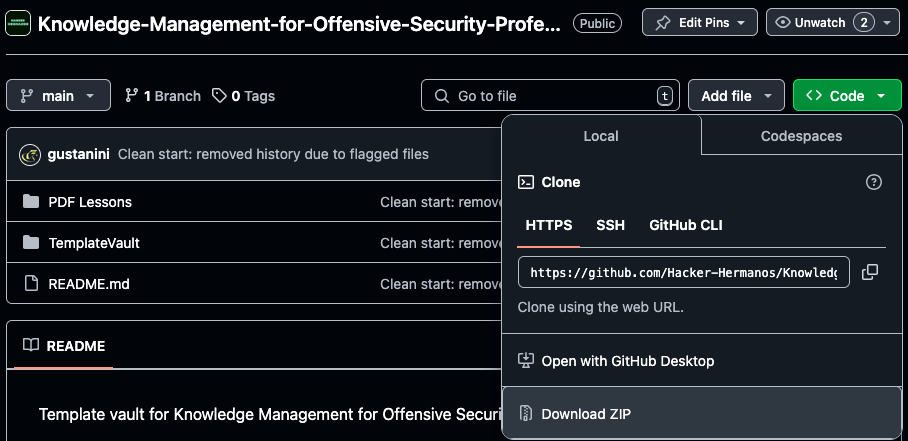 Knowledge-Management-for-Offensive-Security-Profe... Public Edit Pins Unwatch 2
main 1 Branch 0 Tags Go to file t Add file Code
Local Codespaces
gustanini Clean start: removed history due to flagged files
Clone
PDF Lessons Clean start: remove
HTTPS SSH GitHub CLI
TemplateVault Clean start: remove
https://github.com/Hacker-Hermanos/Knowledg
README.md Clean start: remove
Clone using the web URL.
README
Open with GitHub Desktop
Template vault for Knowledge Management for Offensive Securi
Download ZIP